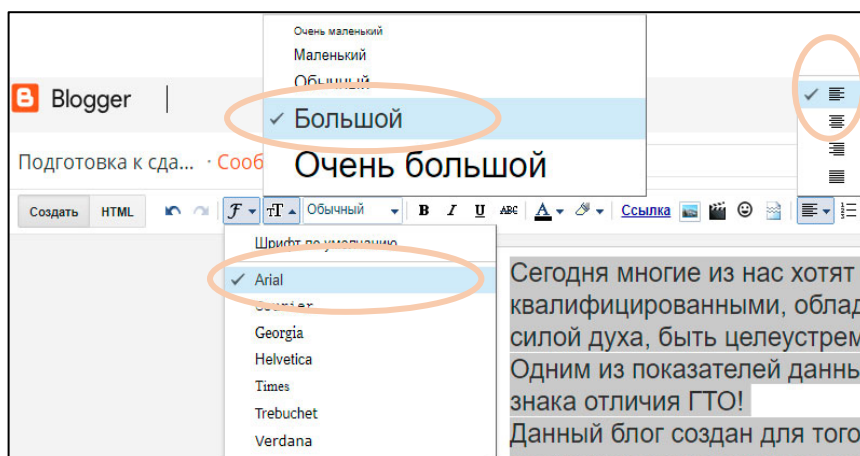 Очень маленький
Маленький
Обычный
Большой
Очень большой
Blogger
Подготовка к сда... · Сооб
Создать HTML Обычный B I U ABC A Ссылка
Шрифт по умолчанию
Arial
Courier
Georgia
Helvetica
Times
Trebuchet
Verdana
Сегодня многие из нас хотят
квалифицированными, облад
силой духа, быть целеустрем
Одним из показателей данны
знака отличия ГТО!
Данный блог создан для того